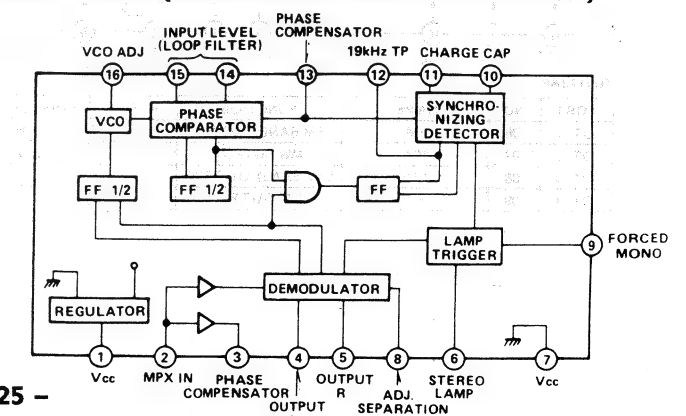 PHASE
COMPENSATOR
INPUT LEVEL
(LOOP FILTER)
VCO ADJ
19kHz TP
CHARGE CAP
16
15
14
13
12
11
10
VCO
PHASE
COMPARATOR
SYNCHRO-
NIZING
DETECTOR
FF 1/2
FF 1/2
FF
LAMP
TRIGGER
9
FORCED
MONO
DEMODULATOR
REGULATOR
1
2
3
4
5
8
6
7
Vcc
MPX IN
PHASE
COMPENSATOR
OUTPUT
OUTPUT
R
ADJ.
SEPARATION
STEREO
LAMP
Vcc
25 –